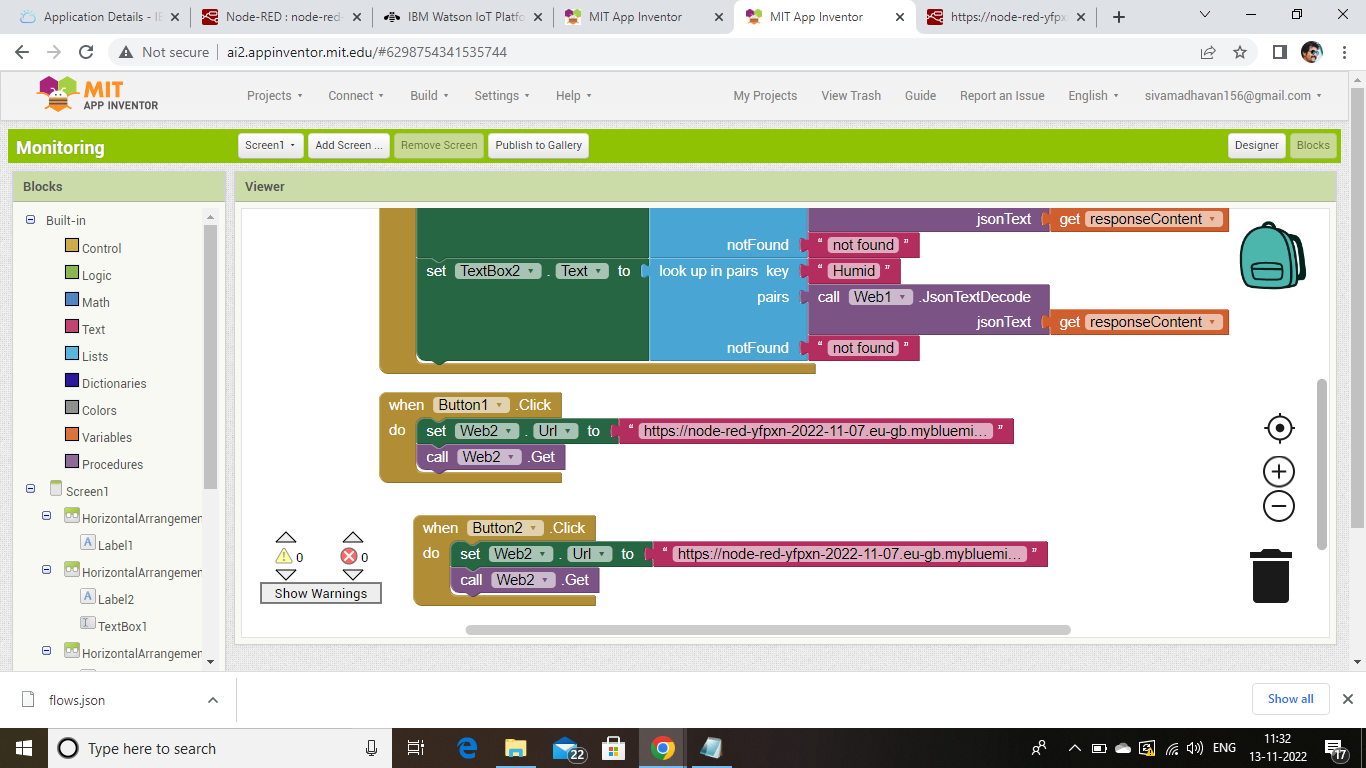 Application Details - IB
Node-RED : node-red-
IBM Watson IoT Platfo
MIT App Inventor
MIT App Inventor
https://node-red-yfpx
Not secure
ai2.appinventor.mit.edu/#6298754341535744
MIT
APP INVENTOR
Projects
Connect
Build
Settings
Help
My Projects
View Trash
Guide
Report an Issue
English
sivamadhavan156@gmail.com
Monitoring
Screen1
Add Screen ...
Remove Screen
Publish to Gallery
Designer
Blocks
Blocks
Built-in
Control
Logic
Math
Text
Lists
Dictionaries
Colors
Variables
Procedures
Screen1
HorizontalArrangemen
Label1
HorizontalArrangemen
Label2
TextBox1
HorizontalArrangemen
Viewer
jsonText get responseContent
notFound “ not found ”
set TextBox2 . Text to look up in pairs key “ Humid ”
pairs call Web1 .JsonTextDecode
jsonText get responseContent
notFound “ not found ”
when Button1 .Click
do set Web2 . Url to “ https://node-red-yfpxn-2022-11-07.eu-gb.mybluemi... ”
call Web2 .Get
when Button2 .Click
do set Web2 . Url to “ https://node-red-yfpxn-2022-11-07.eu-gb.mybluemi... ”
call Web2 .Get
0 0
Show Warnings
flows.json
Show all
Type here to search
22
ENG
11:32
13-11-2022
17